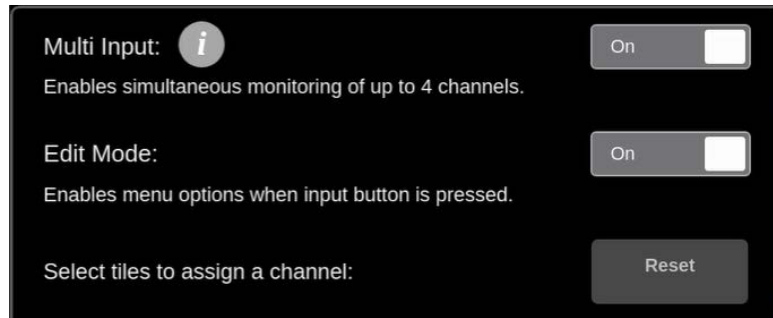 Multi Input: i On
Enables simultaneous monitoring of up to 4 channels.
Edit Mode: On
Enables menu options when input button is pressed.
Select tiles to assign a channel: Reset